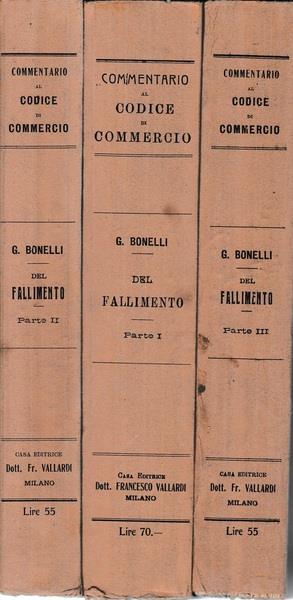 COMMENTARIO
AL
CODICE
DI
COMMERCIO
G. BONELLI
DEL
FALLIMENTO
Parte II
CASA EDITRICE
Dott. Fr. VALLARDI
MILANO
Lire 55
COMMENTARIO
AL
CODICE
DI
COMMERCIO
G. BONELLI
DEL
FALLIMENTO
Parte I
CASA EDITRICE
Dott. FRANCESCO VALLARDI
MILANO
Lire 70.—
COMMENTARIO
AL
CODICE
DI
COMMERCIO
G. BONELLI
DEL
FALLIMENTO
Parte III
CASA EDITRICE
Dott. Fr. VALLARDI
MILANO
Lire 55